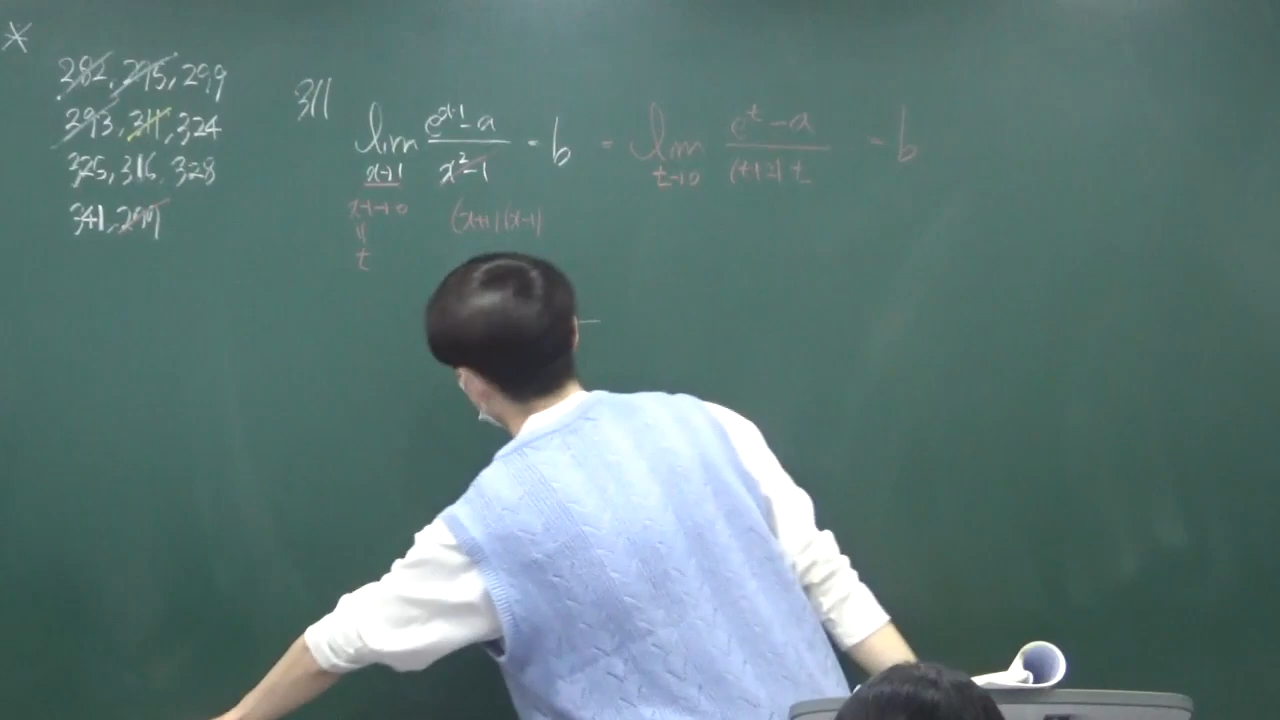 *
382, 295, 299
393, 311, 324
325, 316, 328
341, 297
311
lim x→1 (e^(x-1) - a)/(x²-1) = b = lim t→0 (e^t - a)/((t+2)t) = b
x-1→0
(x+1)(x-1)
=
t